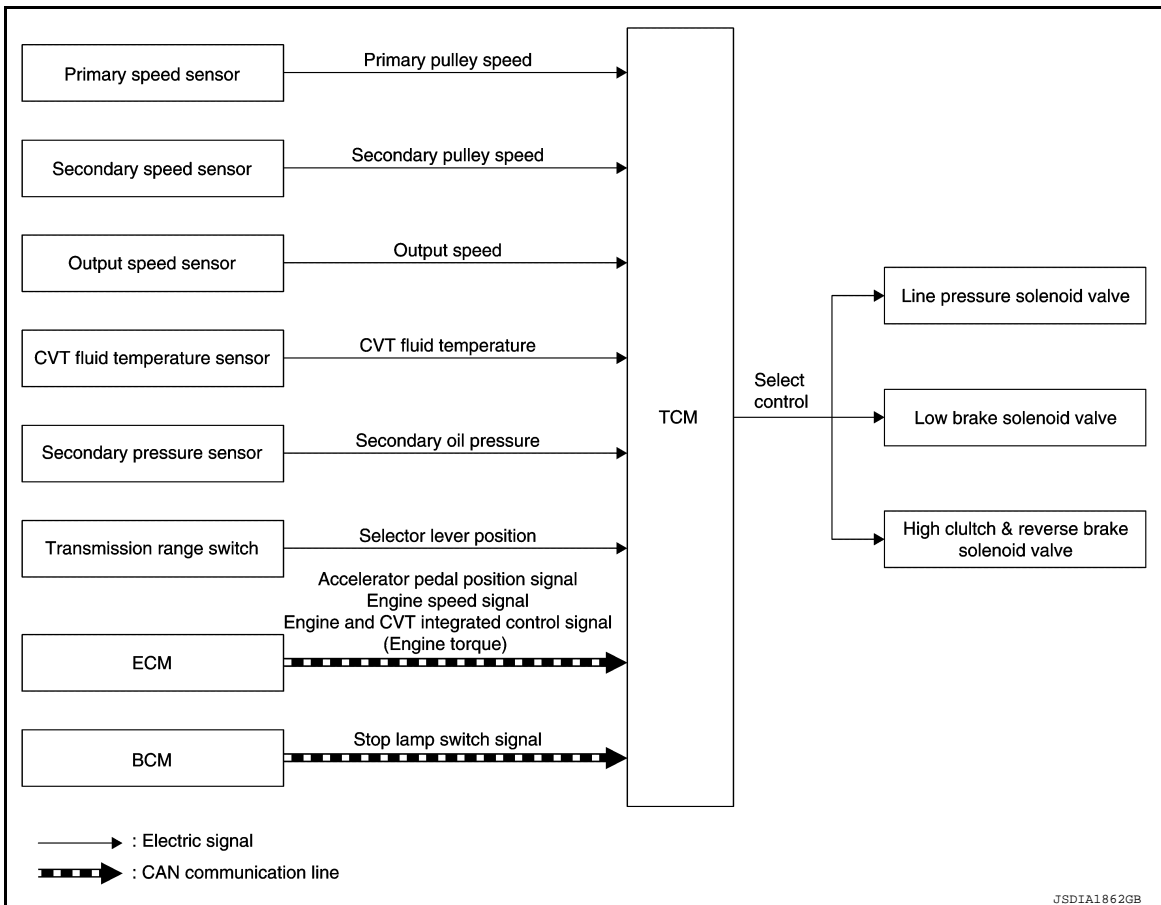 Primary speed sensor
Primary pulley speed
Secondary speed sensor
Secondary pulley speed
Output speed sensor
Output speed
CVT fluid temperature sensor
CVT fluid temperature
Secondary pressure sensor
Secondary oil pressure
Transmission range switch
Selector lever position
Accelerator pedal position signal
Engine speed signal
Engine and CVT integrated control signal
(Engine torque)
ECM
Stop lamp switch signal
BCM
TCM
Select
control
Line pressure solenoid valve
Low brake solenoid valve
High clultch & reverse brake
solenoid valve
: Electric signal
: CAN communication line
JSDIA1862GB